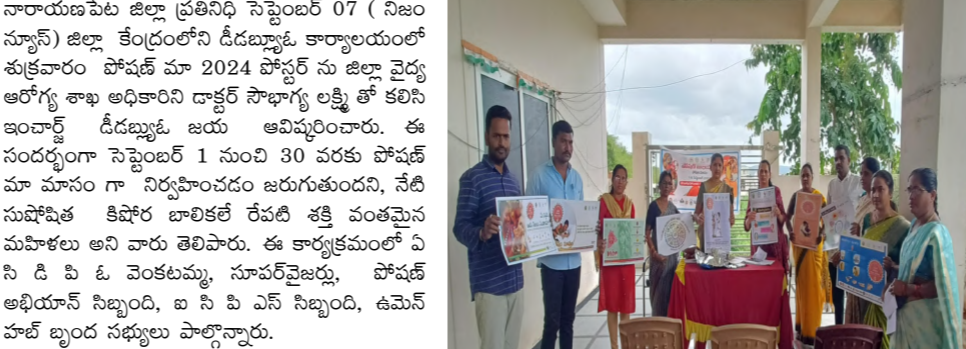 నారాయణపేట జిల్లా ప్రతినిధి సెప్టెంబర్ 07 ( నిజం
న్యూస్) జిల్లా కేంద్రంలోని డీడబ్ల్యూఓ కార్యాలయంలో
శుక్రవారం పోషణ్ మా 2024 పోస్టర్ ను జిల్లా వైద్య
ఆరోగ్య శాఖ అధికారిని డాక్టర్ సౌభాగ్య లక్ష్మి తో కలిసి
ఇంచార్జ్ డీడబ్ల్యుఓ జయ ఆవిష్కరించారు. ఈ
సందర్భంగా సెప్టెంబర్ 1 నుంచి 30 వరకు పోషణ్
మా మాసం గా నిర్వహించడం జరుగుతుందని, నేటి
సుషోషిత కిషోర బాలికలే రేపటి శక్తి వంతమైన
మహిళలు అని వారు తెలిపారు. ఈ కార్యక్రమంలో ఏ
సి డి పి ఓ వెంకటమ్మ, సూపర్‌వైజర్లు, పోషణ్
అభియాన్ సిబ్బంది, ఐ సి పి ఎస్ సిబ్బంది, ఉమెన్
హబ్ బృంద సభ్యులు పాల్గొన్నారు.